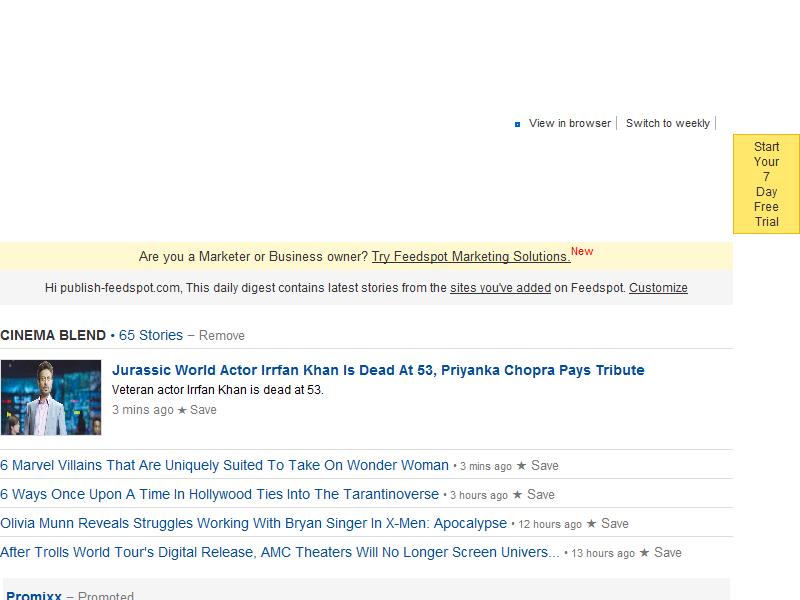 View in browser Switch to weekly
Start
Your
7
Day
Free
Trial
Are you a Marketer or Business owner? Try Feedspot Marketing Solutions. New
Hi publish-feedspot.com, This daily digest contains latest stories from the sites you've added on Feedspot. Customize
CINEMA BLEND • 65 Stories – Remove
Jurassic World Actor Irrfan Khan Is Dead At 53, Priyanka Chopra Pays Tribute
Veteran actor Irrfan Khan is dead at 53.
3 mins ago ★ Save
6 Marvel Villains That Are Uniquely Suited To Take On Wonder Woman • 3 mins ago ★ Save
6 Ways Once Upon A Time In Hollywood Ties Into The Tarantinoverse • 3 hours ago ★ Save
Olivia Munn Reveals Struggles Working With Bryan Singer In X-Men: Apocalypse • 12 hours ago ★ Save
After Trolls World Tour's Digital Release, AMC Theaters Will No Longer Screen Univers... • 13 hours ago ★ Save
Promixx – Promoted